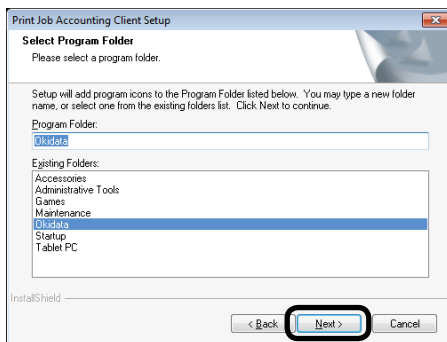 Print Job Accounting Client Setup
Select Program Folder
Please select a program folder.
Setup will add program icons to the Program Folder listed below. You may type a new folder
name, or select one from the existing folders list. Click Next to continue.
Program Folder:
Okidata
Existing Folders:
Accessories
Administrative Tools
Games
Maintenance
Okidata
Startup
Tablet PC
InstallShield
< Back Next > Cancel